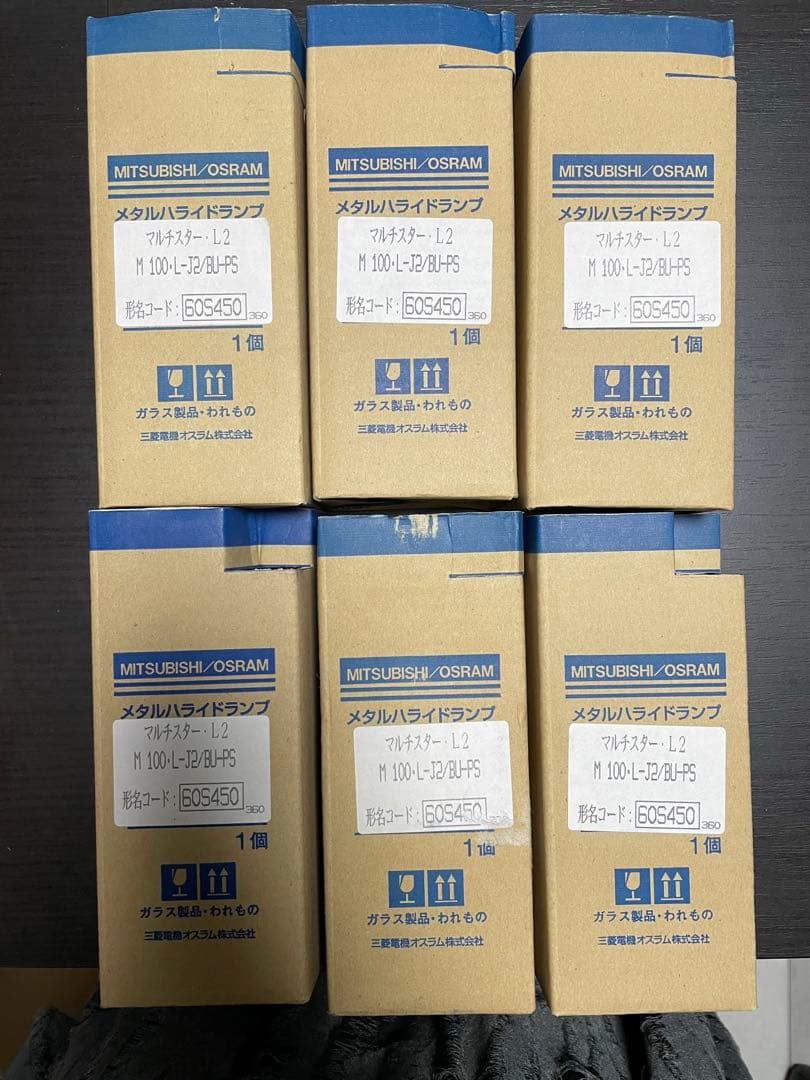 MITSUBISHI/OSRAM
メタルハライドランプ
マルチスター・L2
M 100・L-J2/BU-PS
形名コード：60S450
360
1個
ガラス製品・われもの
三菱電機オスラム株式会社
MITSUBISHI/OSRAM
メタルハライドランプ
マルチスター・L2
M 100・L-J2/BU-PS
形名コード：60S450
360
1個
ガラス製品・われもの
三菱電機オスラム株式会社
MITSUBISHI/OSRAM
メタルハライドランプ
マルチスター・L2
M 100・L-J2/BU-PS
形名コード：60S450
360
1個
ガラス製品・われもの
三菱電機オスラム株式会社
MITSUBISHI/OSRAM
メタルハライドランプ
マルチスター・L2
M 100・L-J2/BU-PS
形名コード：60S450
360
1個
ガラス製品・われもの
三菱電機オスラム株式会社
MITSUBISHI/OSRAM
メタルハライドランプ
マルチスター・L2
M 100・L-J2/BU-PS
形名コード：60S450
1個
ガラス製品・われもの
三菱電機オスラム株式会社
MITSUBISHI/OSRAM
メタルハライドランプ
マルチスター・L2
M 100・L-J2/BU-PS
形名コード：60S450
360
1個
ガラス製品・われもの
三菱電機オスラム株式会社